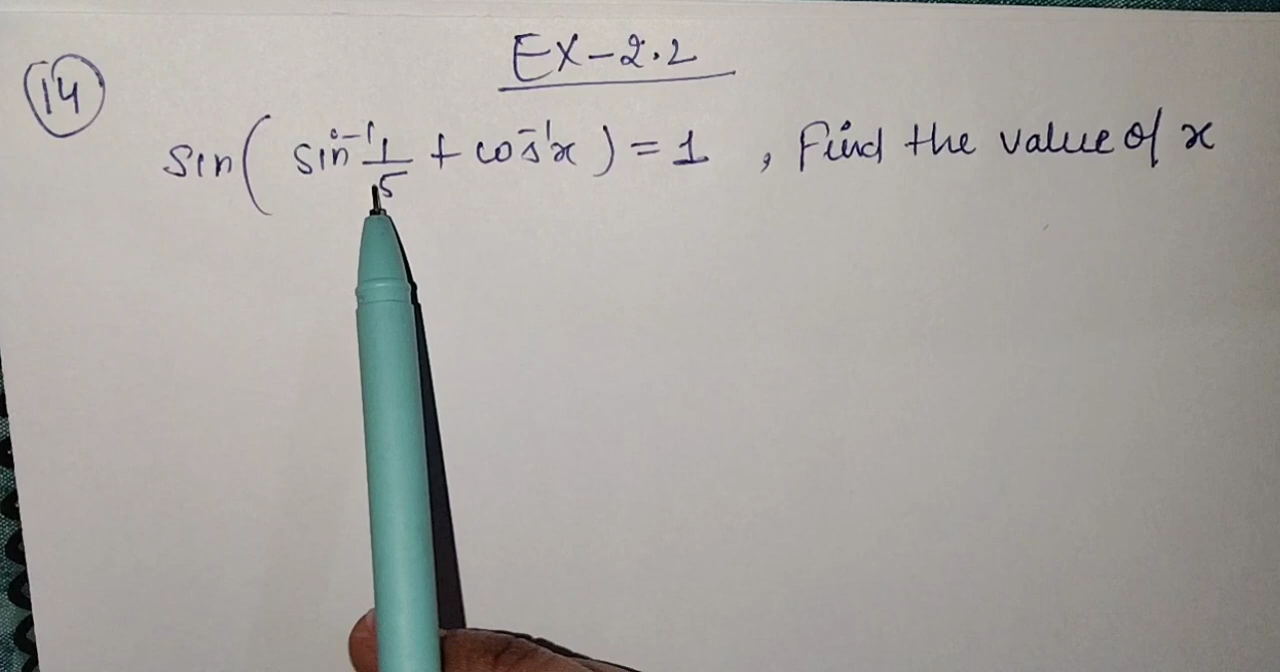 EX-2.2
14
sin( sin⁻¹ 1/5 + cos⁻¹x ) = 1 , Find the value of x